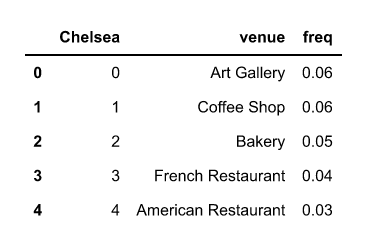 Chelsea venue freq
0 0 Art Gallery 0.06
1 1 Coffee Shop 0.06
2 2 Bakery 0.05
3 3 French Restaurant 0.04
4 4 American Restaurant 0.03